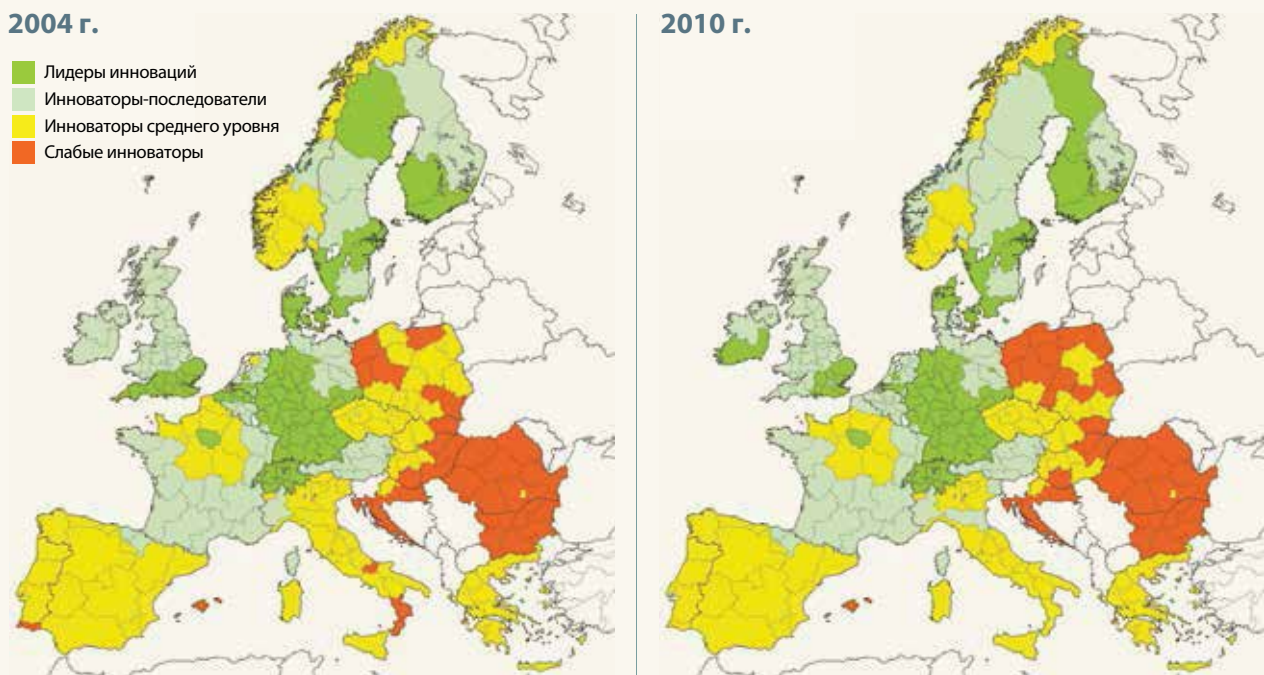 2004 г.
Лидеры инноваций
Инноваторы-последователи
Инноваторы среднего уровня
Слабые инноваторы
2010 г.